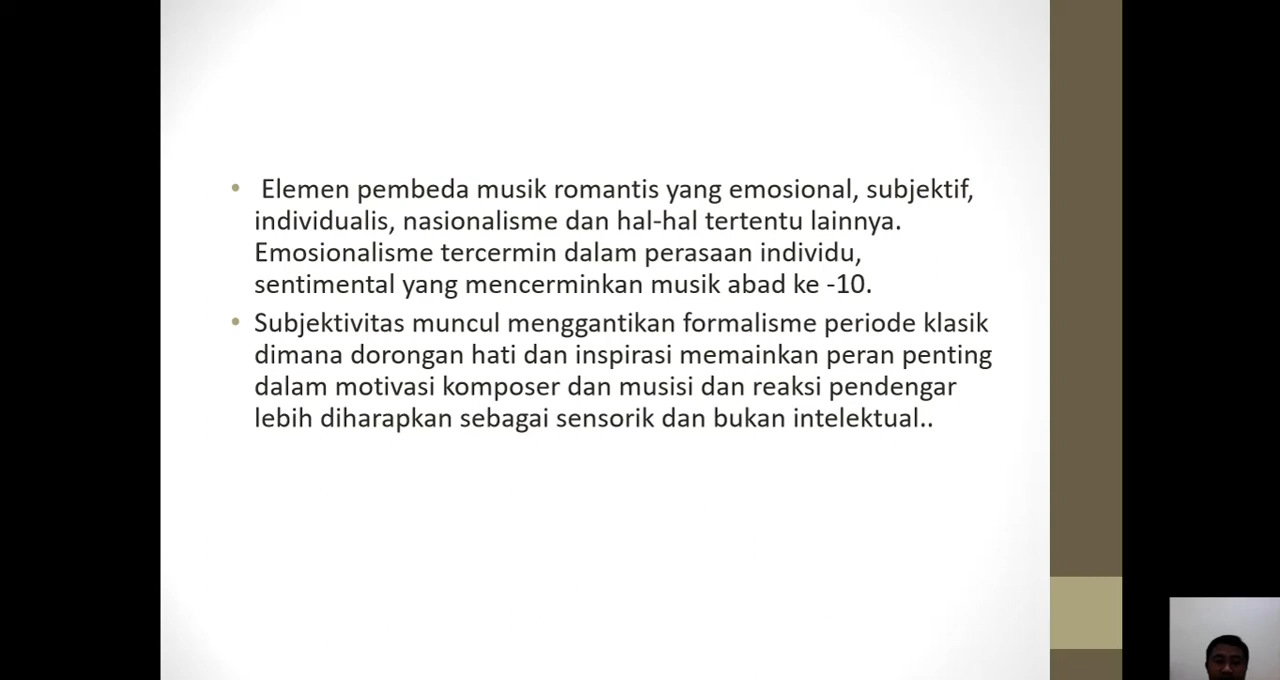 • Elemen pembeda musik romantis yang emosional, subjektif,
individualis, nasionalisme dan hal-hal tertentu lainnya.
Emosionalisme tercermin dalam perasaan individu,
sentimental yang mencerminkan musik abad ke -10.
• Subjektivitas muncul menggantikan formalisme periode klasik
dimana dorongan hati dan inspirasi memainkan peran penting
dalam motivasi komposer dan musisi dan reaksi pendengar
lebih diharapkan sebagai sensorik dan bukan intelektual..